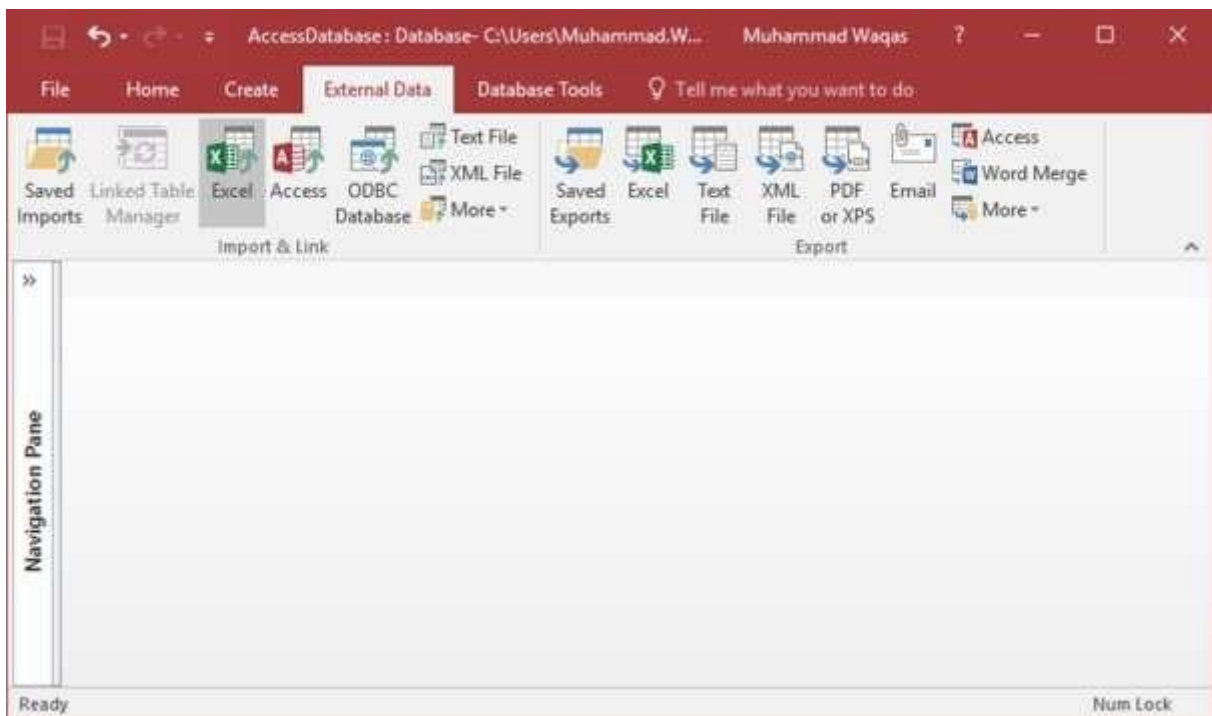 AccessDatabase : Database- C:\Users\Muhammad.W... Muhammad Waqas ?
File Home Create External Data Database Tools Tell me what you want to do
Saved Imports
Linked Table Manager
Excel
Access
ODBC Database
Text File
XML File
More
Import & Link
Saved Exports
Excel
Text File
XML File
PDF or XPS
Email
Access
Word Merge
More
Export
Navigation Pane
Ready Num Lock